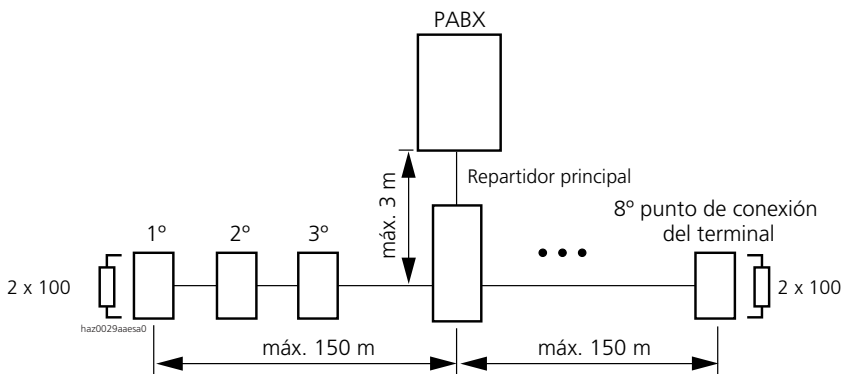 PABX
Repartidor principal
máx. 3 m
8º punto de conexión
del terminal
1º
2º
3º
2 x 100
2 x 100
haz0029aaesa0
máx. 150 m
máx. 150 m